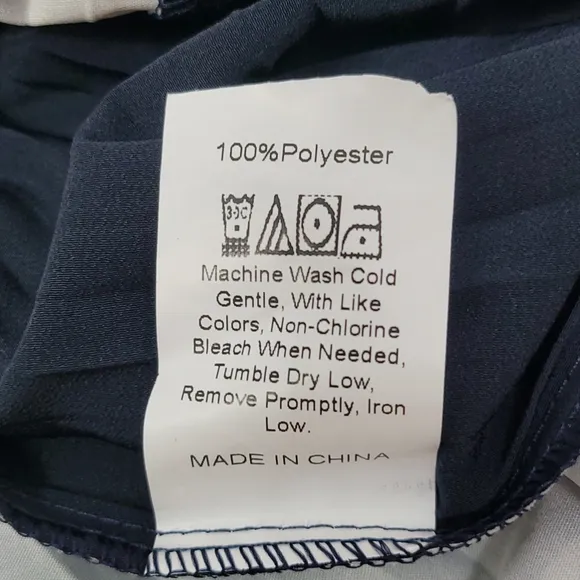 100%Polyester
30C
Machine Wash Cold
Gentle, With Like
Colors, Non-Chlorine
Bleach When Needed,
Tumble Dry Low,
Remove Promptly, Iron
Low.
MADE IN CHINA